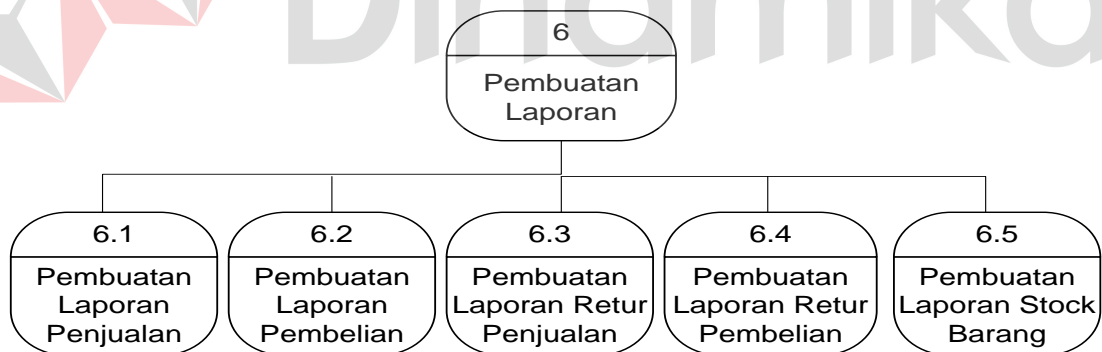 Dinamika
6
Pembuatan
Laporan
6.1
Pembuatan
Laporan
Penjualan
6.2
Pembuatan
Laporan
Pembelian
6.3
Pembuatan
Laporan Retur
Penjualan
6.4
Pembuatan
Laporan Retur
Pembelian
6.5
Pembuatan
Laporan Stock
Barang